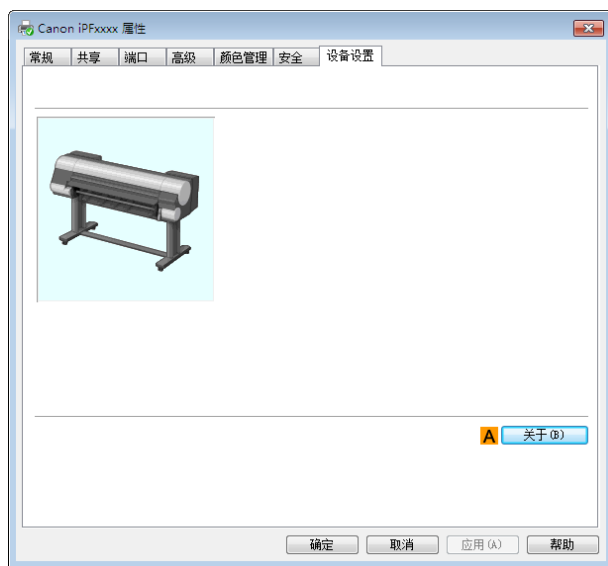 Canon iPFxxxx 属性
常规 共享 端口 高级 颜色管理 安全 设备设置
A 关于(B)
确定 取消 应用(A) 帮助